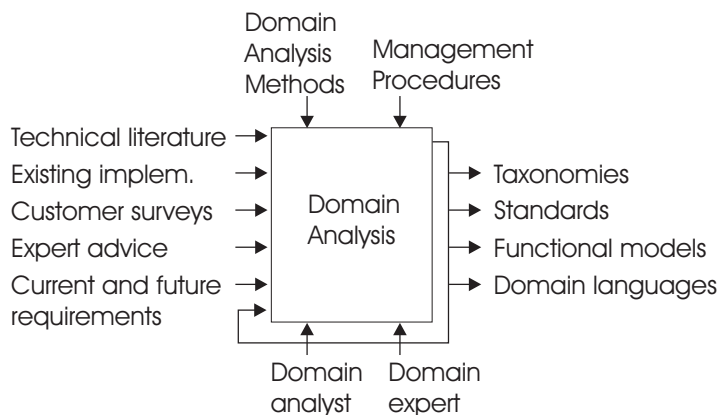 Domain
Analysis
Methods
Management
Procedures
Technical literature
Existing implem.
Customer surveys
Expert advice
Current and future
requirements
Domain
Analysis
Taxonomies
Standards
Functional models
Domain languages
Domain
analyst
Domain
expert